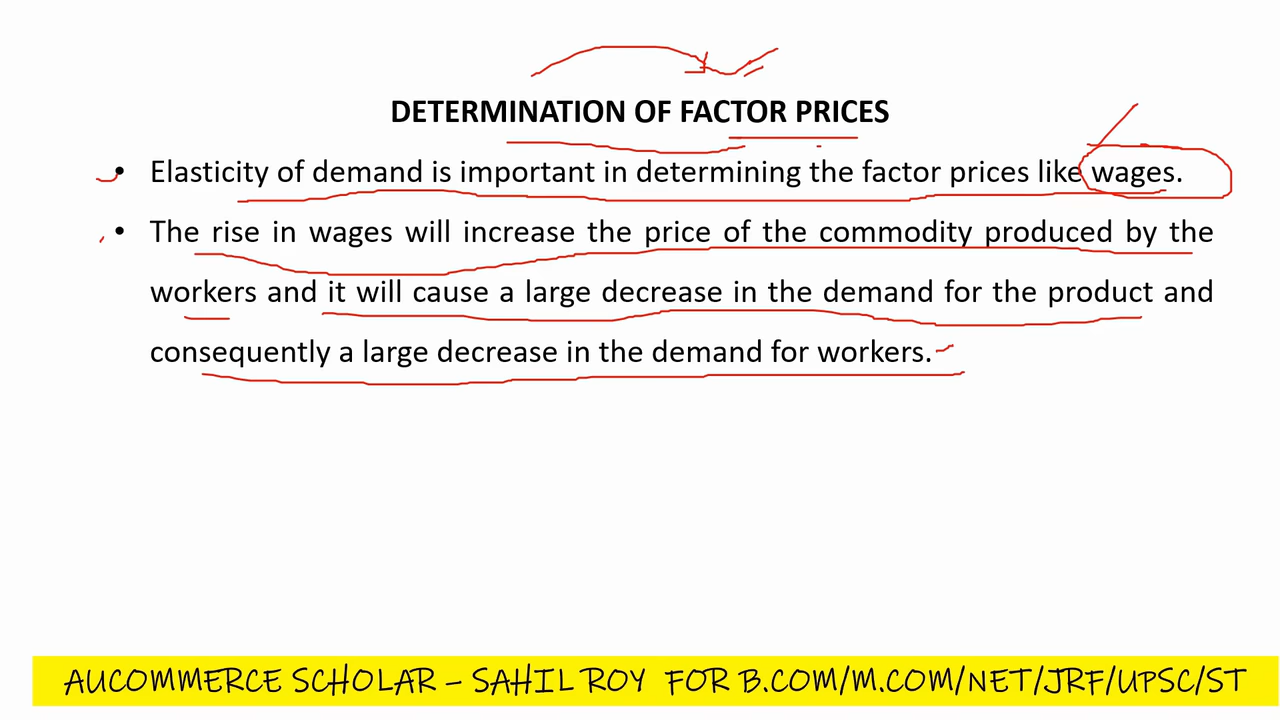 DETERMINATION OF FACTOR PRICES
• Elasticity of demand is important in determining the factor prices like wages.
• The rise in wages will increase the price of the commodity produced by the
workers and it will cause a large decrease in the demand for the product and
consequently a large decrease in the demand for workers.
AUCOMMERCE SCHOLAR – SAHIL ROY FOR B.COM/M.COM/NET/JRF/UPSC/ST